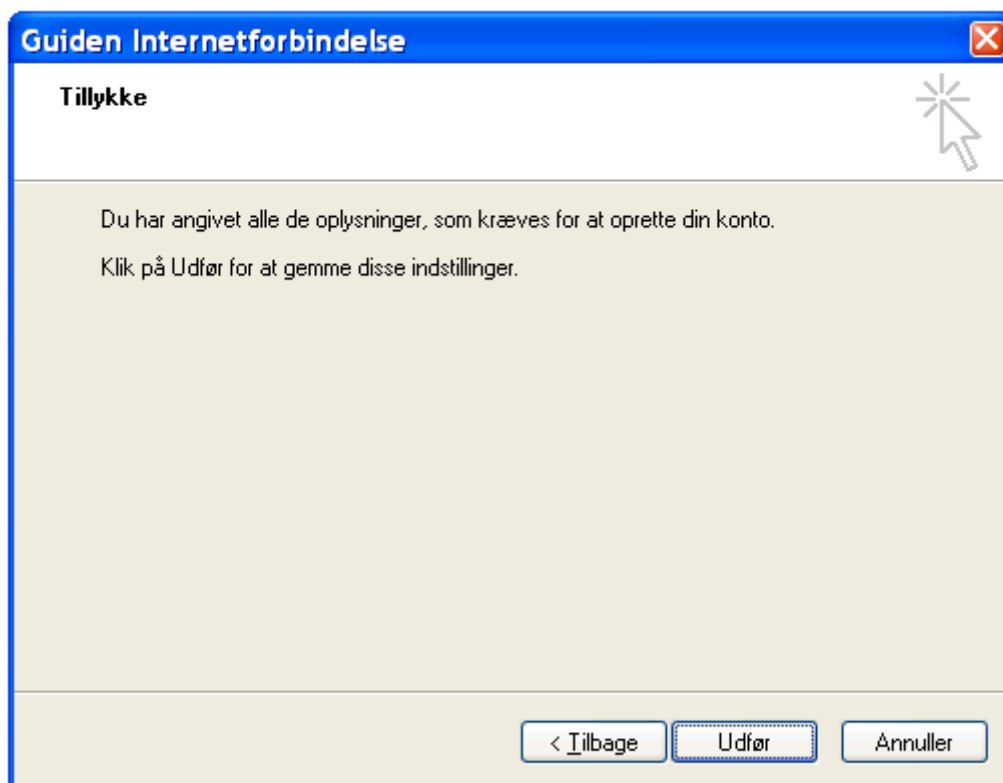 Guiden Internetforbindelse
Tillykke
Du har angivet alle de oplysninger, som kræves for at oprette din konto.
Klik på Udfør for at gemme disse indstillinger.
< Tilbage Udfør Annuller